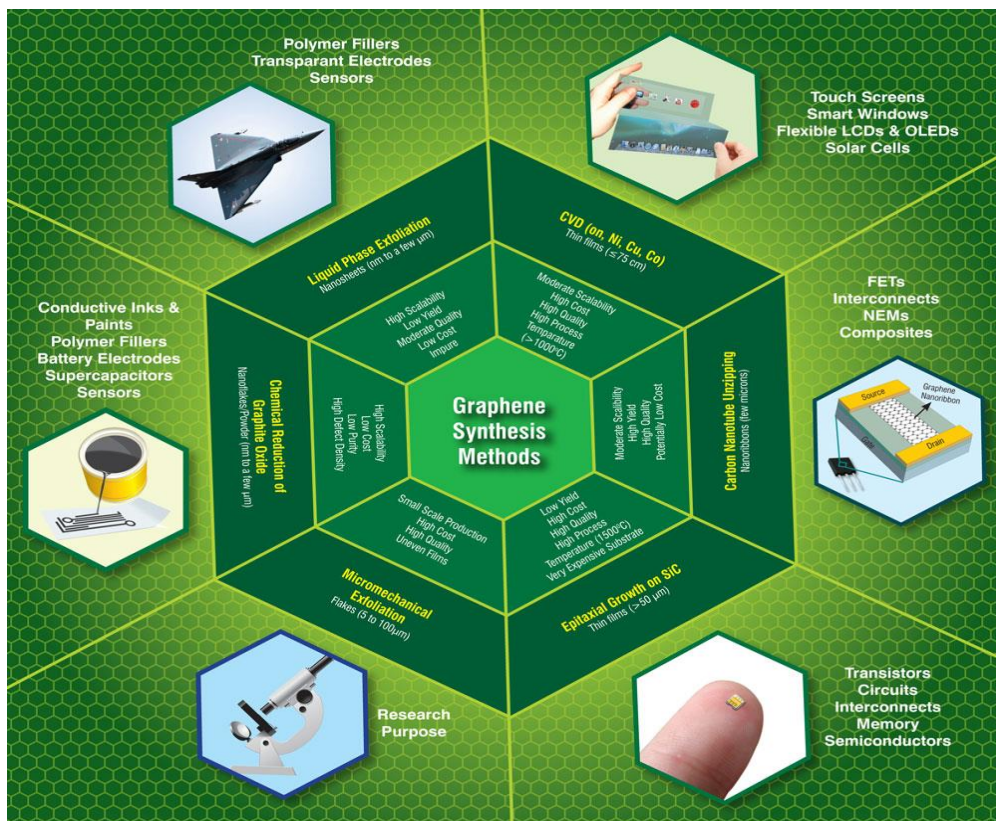 Polymer Fillers
Transparant Electrodes
Sensors
Touch Screens
Smart Windows
Flexible LCDs & OLEDs
Solar Cells
Liquid Phase Exfoliation
Nanosheets (nm to a few µm)
High Scalability
Low Yield
Moderate Quality
Low Cost
Impure
CVD (on, Ni, Cu, Co)
Thin films (≤75 cm)
Moderate Scalability
High Cost
High Quality
High Process
Temparature
(>1000ºC)
FETs
Interconnects
NEMs
Composites
Source
Graphene
Nanoribbon
Gate
Drain
Carbon Nanotube Unzipping
Nanoribbons (few microns)
Moderate Scalibility
High Yield
High Quality
Potentially Low Cost
Graphene
Synthesis
Methods
Conductive Inks &
Paints
Polymer Fillers
Battery Electrodes
Supercapacitors
Sensors
Chemical Reduction of
Graphite Oxide
Nanoflakes/Powder (nm to a few µm)
High Scalability
Low Cost
Low Purity
High Defect Density
Small Scale Production
High Cost
High Quality
Uneven Films
Micromechanical
Exfoliation
Flakes (5 to 100µm)
Research
Purpose
Low Yield
High Cost
High Quality
High Process
Temperature (1500ºC)
Very Expensive Substrate
Epitaxial Growth on SiC
Thin films (>50 µm)
Transistors
Circuits
Interconnects
Memory
Semiconductors